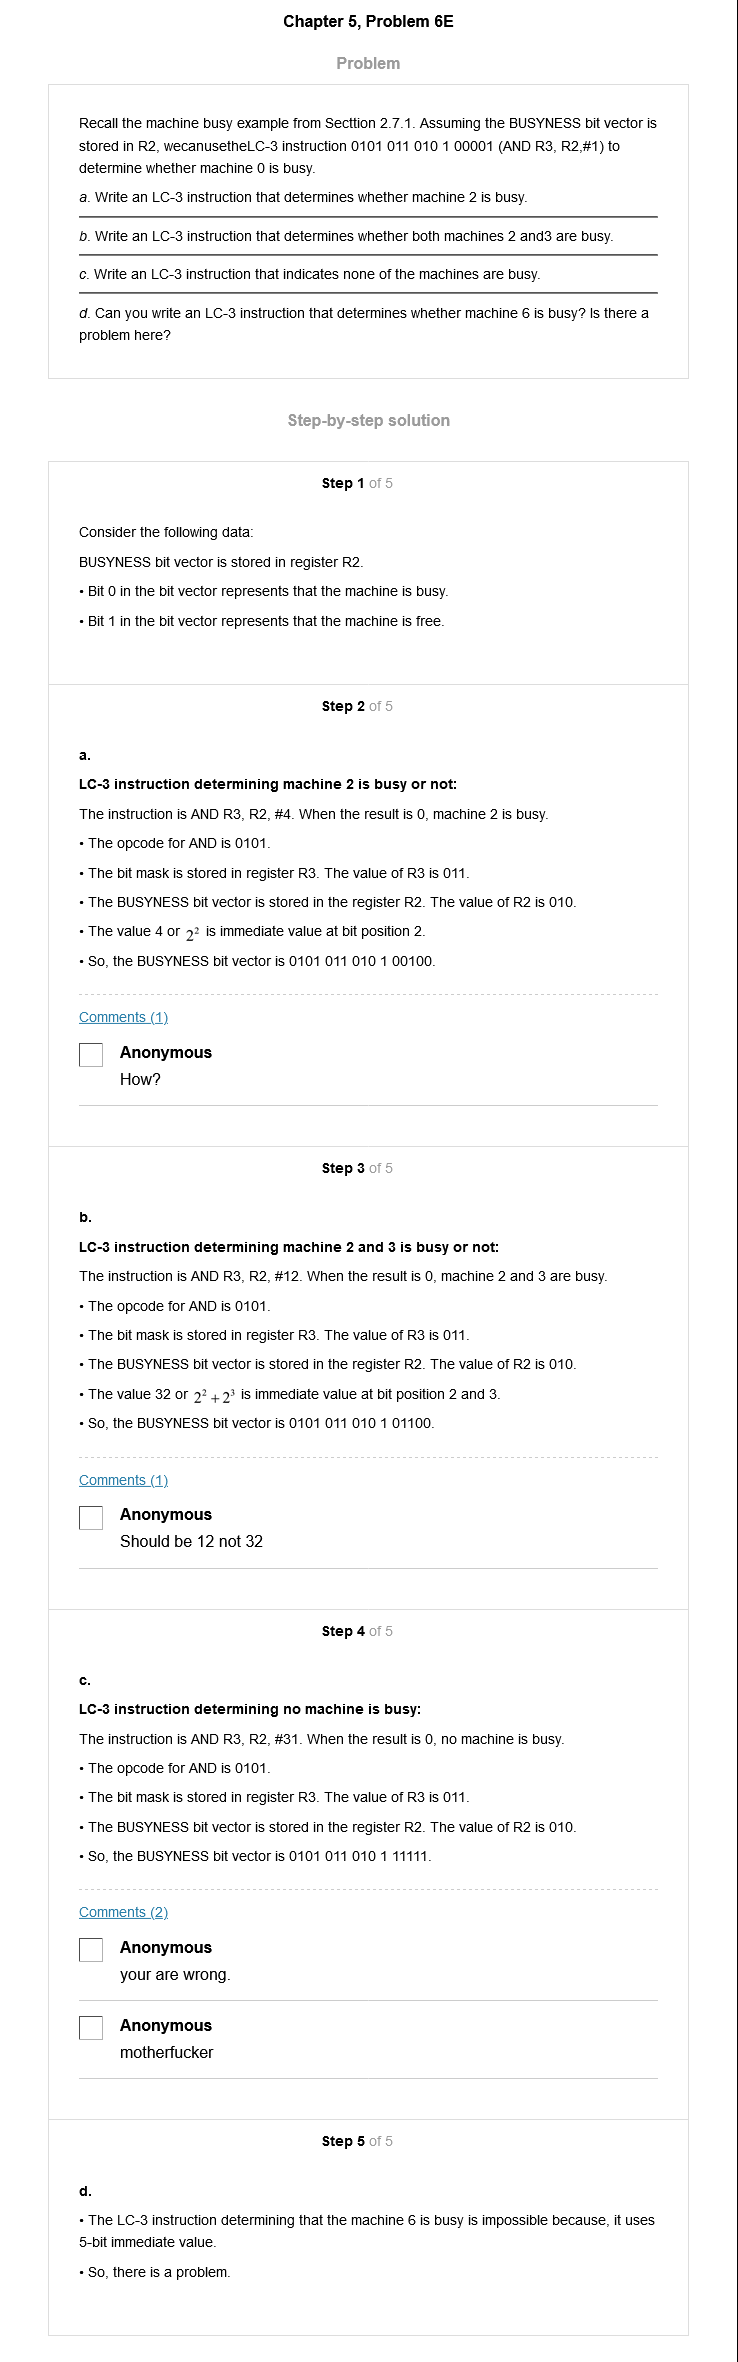 Chapter 5, Problem 6E
Problem
Recall the machine busy example from Secttion 2.7.1. Assuming the BUSYNESS bit vector is
stored in R2, wecanusetheLC-3 instruction 0101 011 010 1 00001 (AND R3, R2,#1) to
determine whether machine 0 is busy.
a. Write an LC-3 instruction that determines whether machine 2 is busy.
b. Write an LC-3 instruction that determines whether both machines 2 and3 are busy.
c. Write an LC-3 instruction that indicates none of the machines are busy.
d. Can you write an LC-3 instruction that determines whether machine 6 is busy? Is there a
problem here?
Step-by-step solution
Step 1 of 5
Consider the following data:
BUSYNESS bit vector is stored in register R2.
• Bit 0 in the bit vector represents that the machine is busy.
• Bit 1 in the bit vector represents that the machine is free.
Step 2 of 5
a.
LC-3 instruction determining machine 2 is busy or not:
The instruction is AND R3, R2, #4. When the result is 0, machine 2 is busy.
• The opcode for AND is 0101.
• The bit mask is stored in register R3. The value of R3 is 011.
• The BUSYNESS bit vector is stored in the register R2. The value of R2 is 010.
• The value 4 or 2² is immediate value at bit position 2.
• So, the BUSYNESS bit vector is 0101 011 010 1 00100.
Comments (1)
Anonymous
How?
Step 3 of 5
b.
LC-3 instruction determining machine 2 and 3 is busy or not:
The instruction is AND R3, R2, #12. When the result is 0, machine 2 and 3 are busy.
• The opcode for AND is 0101.
• The bit mask is stored in register R3. The value of R3 is 011.
• The BUSYNESS bit vector is stored in the register R2. The value of R2 is 010.
• The value 32 or 2² + 2³ is immediate value at bit position 2 and 3.
• So, the BUSYNESS bit vector is 0101 011 010 1 01100.
Comments (1)
Anonymous
Should be 12 not 32
Step 4 of 5
c.
LC-3 instruction determining no machine is busy:
The instruction is AND R3, R2, #31. When the result is 0, no machine is busy.
• The opcode for AND is 0101.
• The bit mask is stored in register R3. The value of R3 is 011.
• The BUSYNESS bit vector is stored in the register R2. The value of R2 is 010.
• So, the BUSYNESS bit vector is 0101 011 010 1 11111.
Comments (2)
Anonymous
your are wrong.
Anonymous
motherfucker
Step 5 of 5
d.
• The LC-3 instruction determining that the machine 6 is busy is impossible because, it uses
5-bit immediate value.
• So, there is a problem.